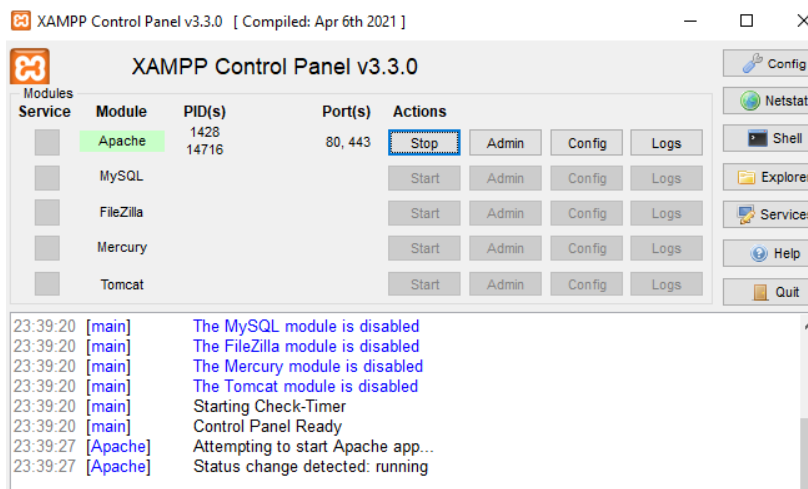 XAMPP Control Panel v3.3.0 [ Compiled: Apr 6th 2021 ]
XAMPP Control Panel v3.3.0
Config
Modules
Service Module PID(s) Port(s) Actions
Netstat
Apache 1428 14716 80, 443 Stop Admin Config Logs
Shell
MySQL Start Admin Config Logs
Explorer
FileZilla Start Admin Config Logs
Services
Mercury Start Admin Config Logs
Help
Tomcat Start Admin Config Logs
Quit
23:39:20 [main] The MySQL module is disabled
23:39:20 [main] The FileZilla module is disabled
23:39:20 [main] The Mercury module is disabled
23:39:20 [main] The Tomcat module is disabled
23:39:20 [main] Starting Check-Timer
23:39:20 [main] Control Panel Ready
23:39:27 [Apache] Attempting to start Apache app...
23:39:27 [Apache] Status change detected: running